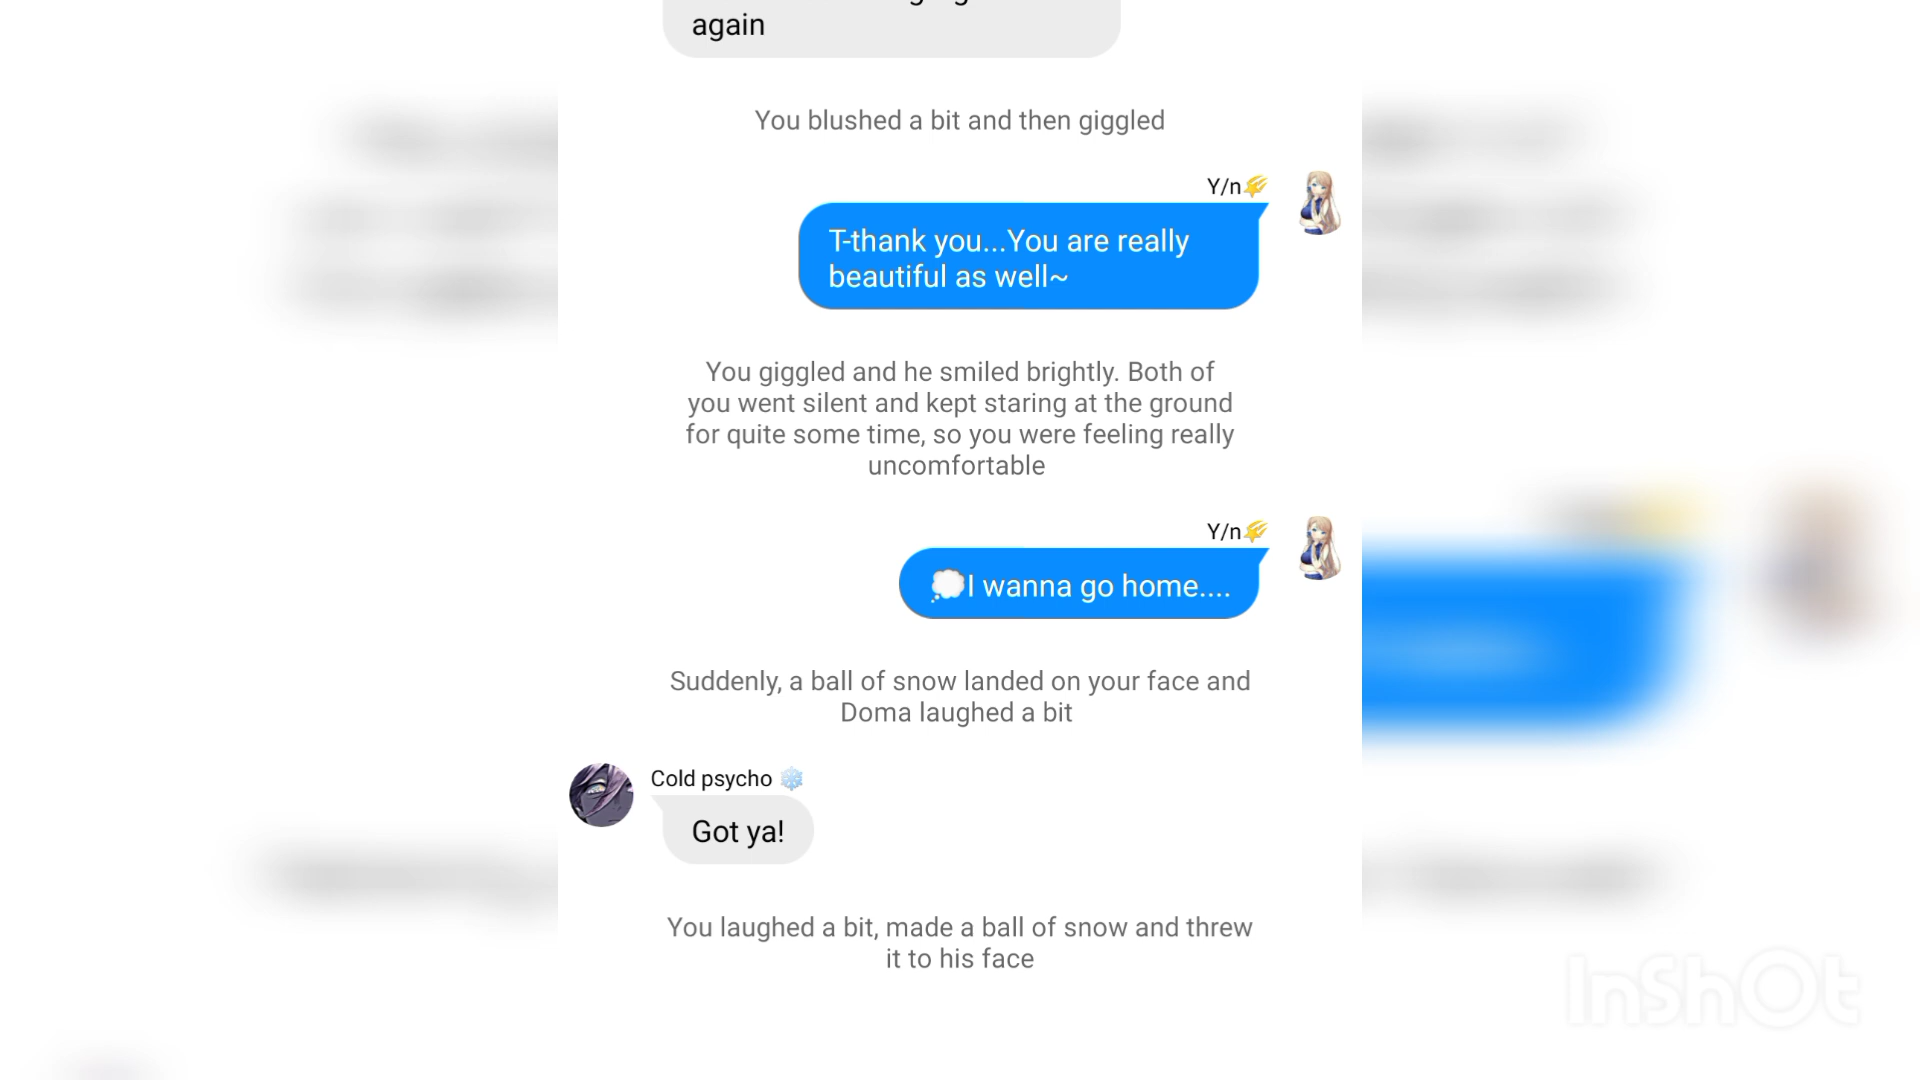 again
You blushed a bit and then giggled
Y/n
T-thank you...You are really
beautiful as well~
You giggled and he smiled brightly. Both of
you went silent and kept staring at the ground
for quite some time, so you were feeling really
uncomfortable
Y/n
I wanna go home....
Suddenly, a ball of snow landed on your face and
Doma laughed a bit
Cold psycho
Got ya!
You laughed a bit, made a ball of snow and threw
it to his face
InShOt